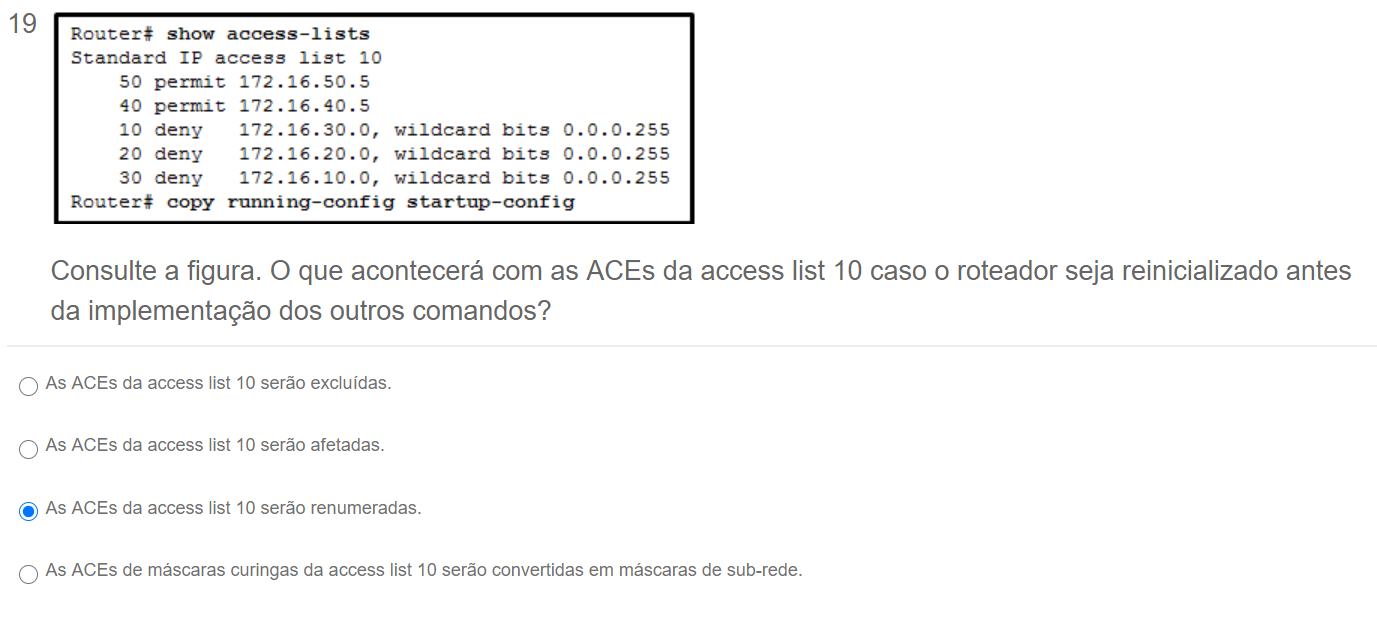 19
Router# show access-lists
Standard IP access list 10
50 permit 172.16.50.5
40 permit 172.16.40.5
10 deny 172.16.30.0, wildcard bits 0.0.0.255
20 deny 172.16.20.0, wildcard bits 0.0.0.255
30 deny 172.16.10.0, wildcard bits 0.0.0.255
Router# copy running-config startup-config
Consulte a figura. O que acontecerá com as ACEs da access list 10 caso o roteador seja reinicializado antes
da implementação dos outros comandos?
As ACEs da access list 10 serão excluídas.
As ACEs da access list 10 serão afetadas.
As ACEs da access list 10 serão renumeradas.
As ACEs de máscaras curingas da access list 10 serão convertidas em máscaras de sub-rede.